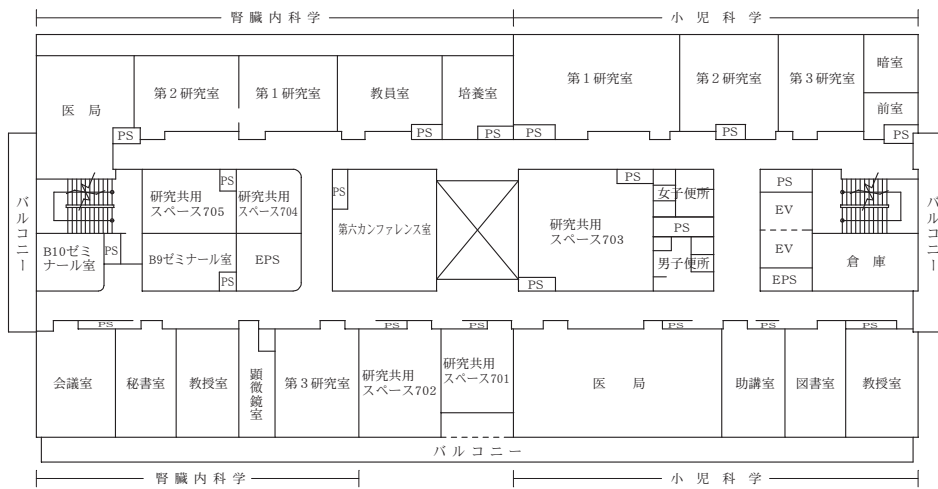 腎臓内科学
小児科学
医局
第2研究室
第1研究室
教員室
培養室
第1研究室
第2研究室
第3研究室
暗室
前室
PS
PS
PS
PS
PS
PS
バルコニー
PS
研究共用
スペース705
研究共用
スペース704
PS
第六カンファレンス室
PS
研究共用
スペース703
女子便所
PS
男子便所
PS
EV
EV
EPS
バルコニー
B10ゼミ
ナール室
PS
B9ゼミナール室
PS
EPS
PS
倉庫
PS
PS
PS
PS
PS
PS
会議室
秘書室
教授室
顕微鏡室
第3研究室
研究共用
スペース702
研究共用
スペース701
医局
助講室
図書室
教授室
バルコニー
腎臓内科学
小児科学